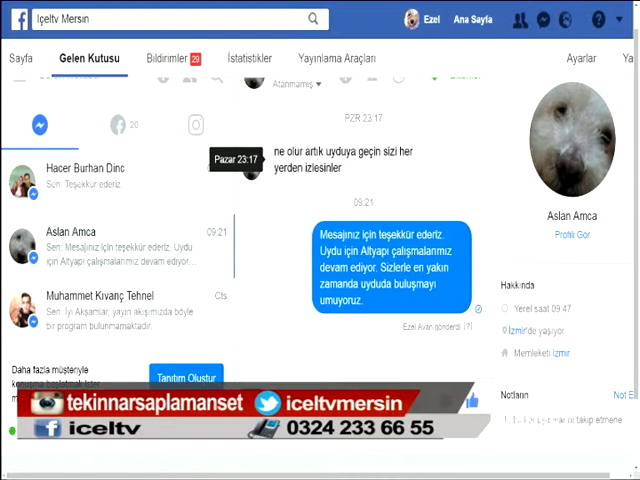 İçeltv Mersin
Ezel
Ana Sayfa
Sayfa
Gelen Kutusu
Bildirimler 29
İstatistikler
Yayınlama Araçları
Ayarlar
Atanmamış
20
PZR 23:17
Pazar 23:17
ne olur artık uyduya geçin sizi her
yerden izlesinler
Hacer Burhan Dinc
Sen: Teşekkür ederiz.
09:21
Aslan Amca
09:21
Sen: Mesajınız için teşekkür ederiz. Uydu
için Altyapı çalışmalarımız devam ediyor...
Mesajınız için teşekkür ederiz.
Uydu için Altyapı çalışmalarımız
devam ediyor. Sizlerle en yakın
zamanda uyduda buluşmayı
umuyoruz.
Ezel Avan gönderdi [?]
Muhammet Kıvanç Tehnel
Cts
Sen: İyi Akşamlar, yayın akışımızda böyle
bir program bulunmamaktadır.
Aslan Amca
Profili Gör
Hakkında
Yerel saat 09:47
İzmir'de yaşıyor
Memleketi İzmir
Notların
Not E
takip etmene
Daha fazla müşteriyle
Tanıtım Oluştur
tekinnarsaplamanset
iceltvmersin
iceltv
0324 233 66 55